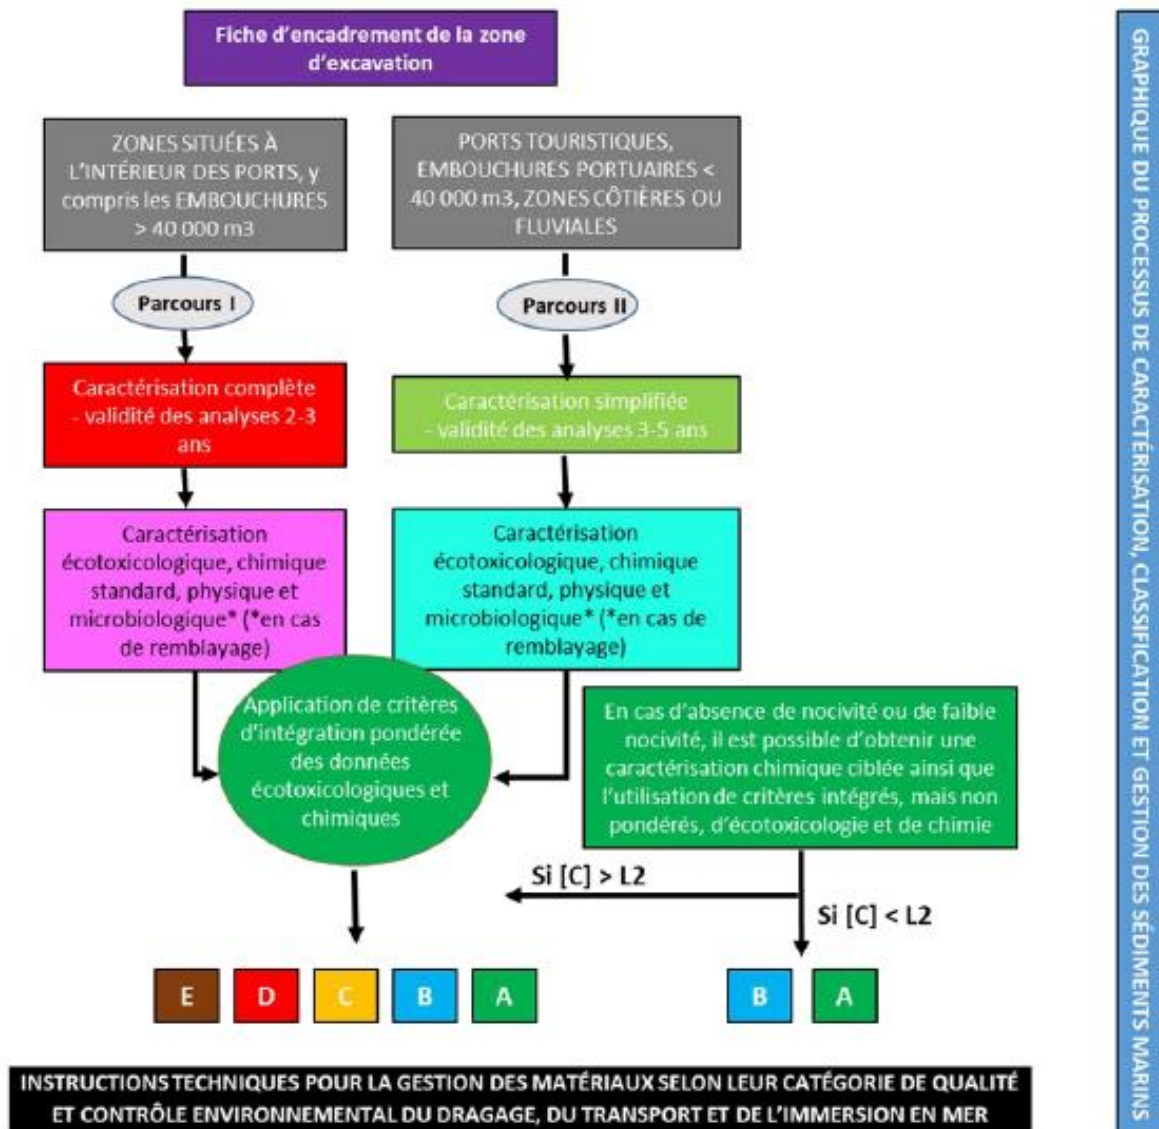 Fiche d'encadrement de la zone
d'excavation
ZONES SITUÉES À
L'INTÉRIEUR DES PORTS, y
compris les EMBOUCHURES
> 40 000 m3
PORTS TOURISTIQUES,
EMBOUCHURES PORTUAIRES <
40 000 m3, ZONES CÔTIÈRES OU
FLUVIALES
Parcours I
Parcours II
Caractérisation complète
- validité des analyses 2-3
ans
Caractérisation simplifiée
- validité des analyses 3-5 ans
Caractérisation
écotoxicologique, chimique
standard, physique et
microbiologique* (*en cas
de remblayage)
Caractérisation
écotoxicologique, chimique
standard, physique et
microbiologique* (*en cas de
remblayage)
Application de critères
d'intégration pondérée
des données
écotoxicologiques et
chimiques
En cas d'absence de nocivité ou de faible
nocivité, il est possible d'obtenir une
caractérisation chimique ciblée ainsi que
l'utilisation de critères intégrés, mais non
pondérés, d'écotoxicologie et de chimie
Si [C] > L2
Si [C] < L2
E D C B A
B A
INSTRUCTIONS TECHNIQUES POUR LA GESTION DES MATÉRIAUX SELON LEUR CATÉGORIE DE QUALITÉ
ET CONTRÔLE ENVIRONNEMENTAL DU DRAGAGE, DU TRANSPORT ET DE L'IMMERSION EN MER
GRAPHIQUE DU PROCESSUS DE CARACTÉRISATION, CLASSIFICATION ET GESTION DES SÉDIMENTS MARINS